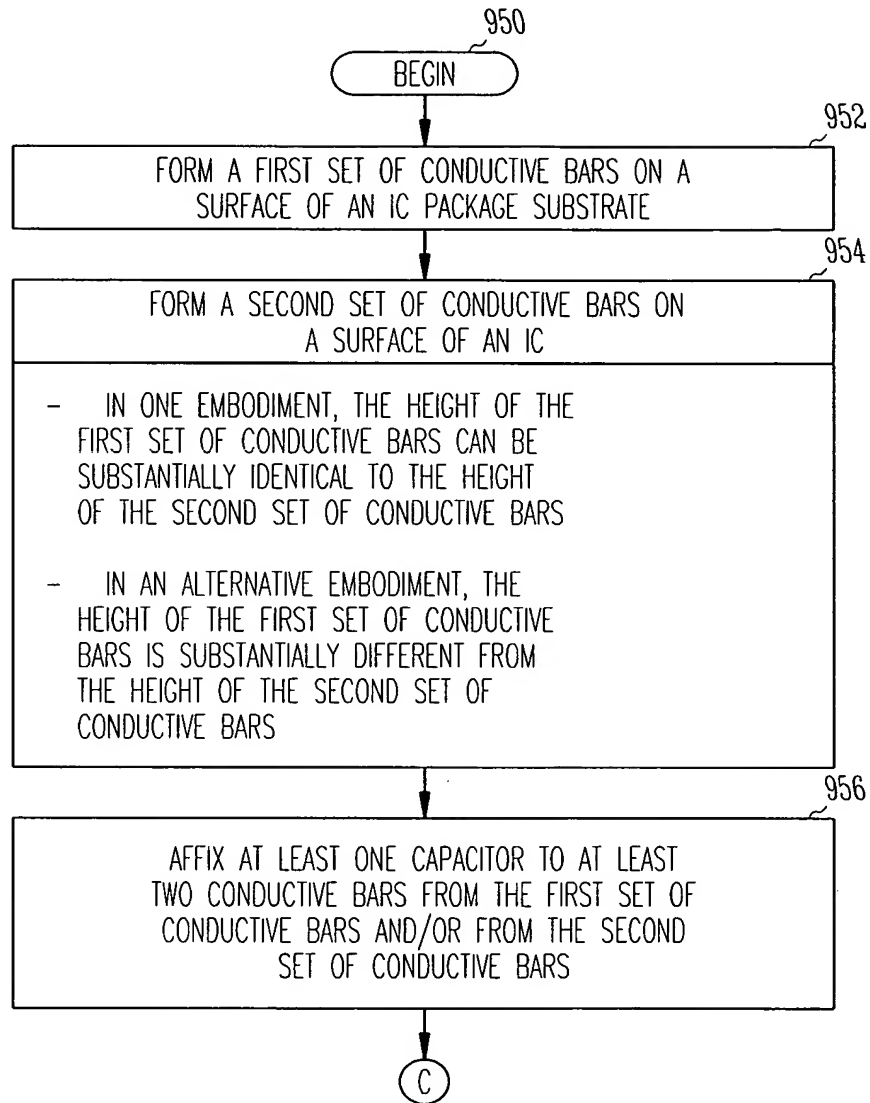 950
BEGIN
952
FORM A FIRST SET OF CONDUCTIVE BARS ON A
SURFACE OF AN IC PACKAGE SUBSTRATE
954
FORM A SECOND SET OF CONDUCTIVE BARS ON
A SURFACE OF AN IC
- IN ONE EMBODIMENT, THE HEIGHT OF THE
FIRST SET OF CONDUCTIVE BARS CAN BE
SUBSTANTIALLY IDENTICAL TO THE HEIGHT
OF THE SECOND SET OF CONDUCTIVE BARS
- IN AN ALTERNATIVE EMBODIMENT, THE
HEIGHT OF THE FIRST SET OF CONDUCTIVE
BARS IS SUBSTANTIALLY DIFFERENT FROM
THE HEIGHT OF THE SECOND SET OF
CONDUCTIVE BARS
956
AFFIX AT LEAST ONE CAPACITOR TO AT LEAST
TWO CONDUCTIVE BARS FROM THE FIRST SET OF
CONDUCTIVE BARS AND/OR FROM THE SECOND
SET OF CONDUCTIVE BARS
C